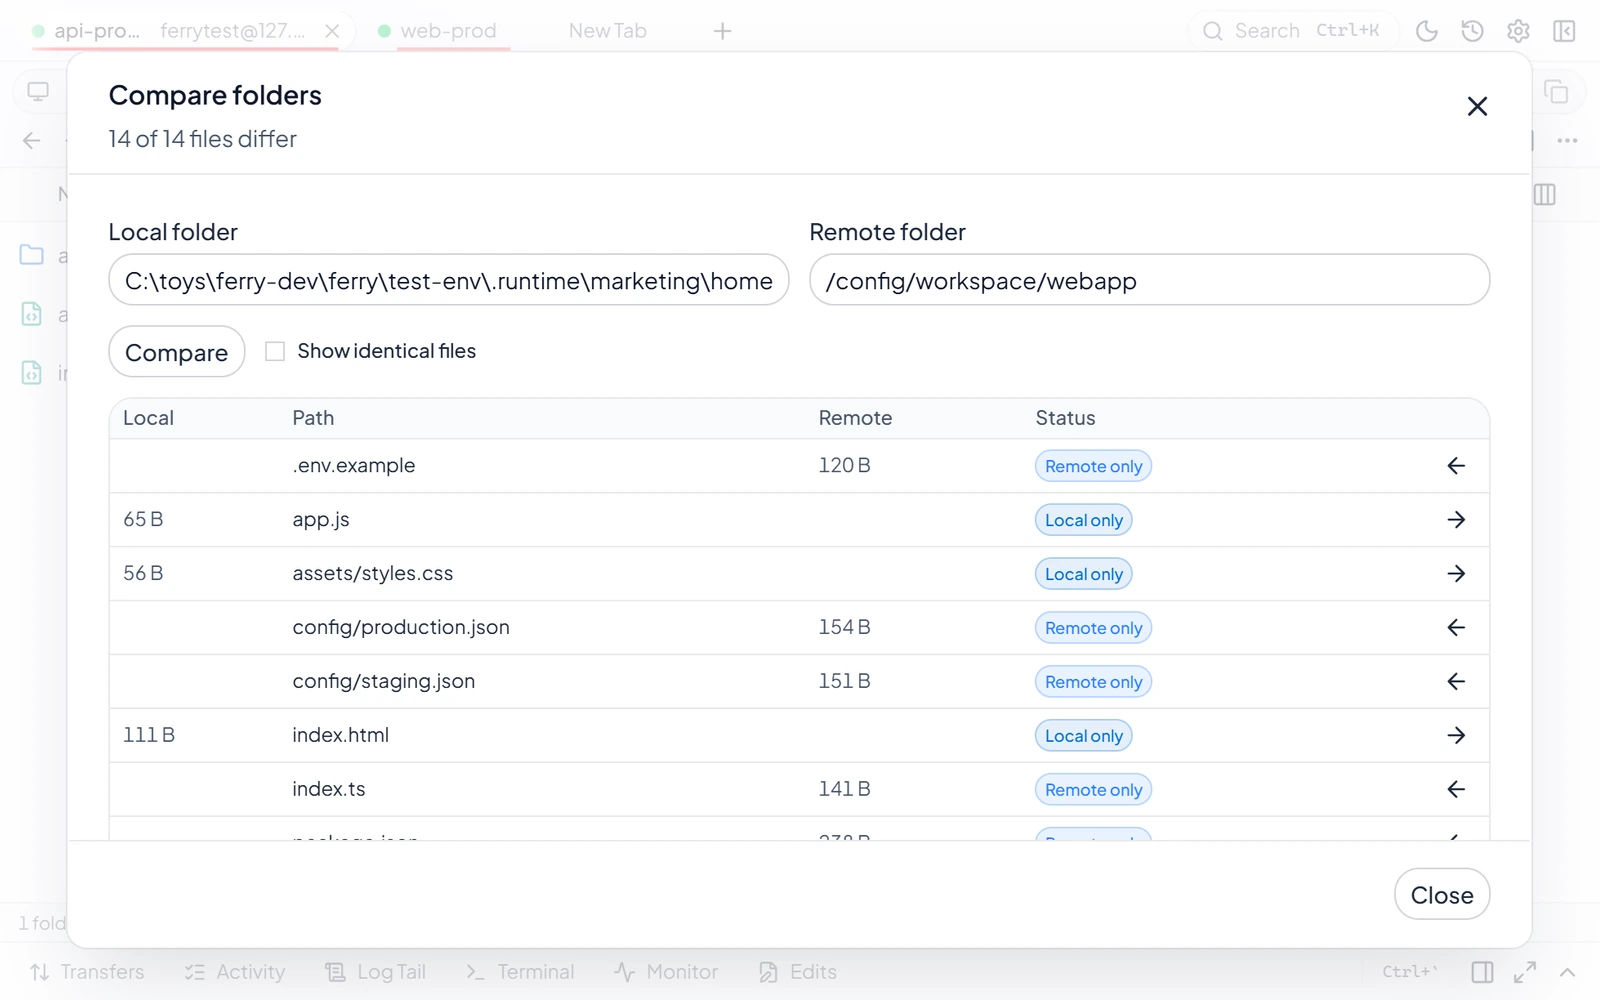 api-pro... ferrytest@127.... web-prod New Tab Search Ctrl+K
Compare folders
14 of 14 files differ
Local folder Remote folder
C:\toys\ferry-dev\ferry\test-env\.runtime\marketing\home /config/workspace/webapp
Compare Show identical files
Local Path Remote Status
.env.example 120 B Remote only
65 B app.js Local only
56 B assets/styles.css Local only
config/production.json 154 B Remote only
config/staging.json 151 B Remote only
111 B index.html Local only
index.ts 141 B Remote only
Close
1 fold
Transfers Activity Log Tail Terminal Monitor Edits Ctrl+`